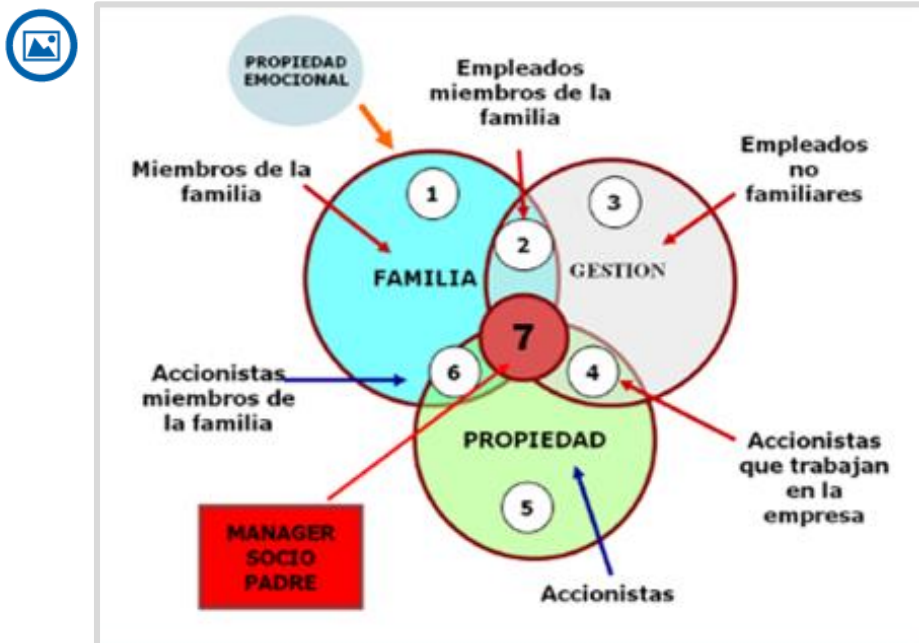 PROPIEDAD
EMOCIONAL
Empleados
miembros de la
familia
Empleados
no
familiares
Miembros de la
familia
1
3
2
FAMILIA
GESTION
7
6
4
Accionistas
miembros de
la familia
PROPIEDAD
Accionistas
que trabajan
en la
empresa
5
MANAGER
SOCIO
PADRE
Accionistas